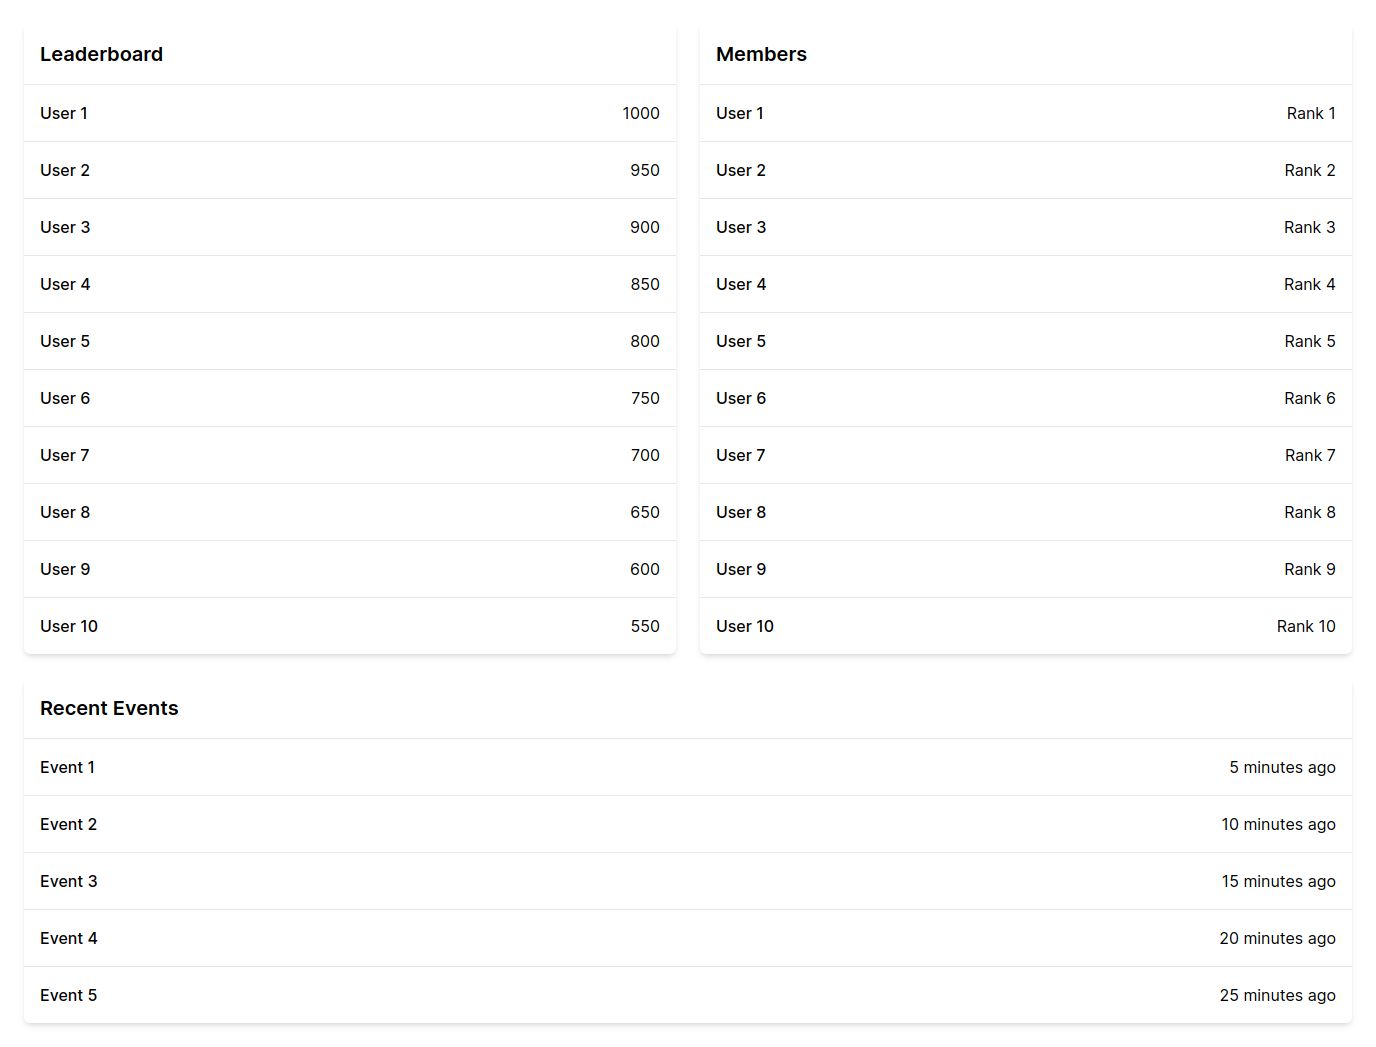 Leaderboard
User 1 1000
User 2 950
User 3 900
User 4 850
User 5 800
User 6 750
User 7 700
User 8 650
User 9 600
User 10 550
Members
User 1 Rank 1
User 2 Rank 2
User 3 Rank 3
User 4 Rank 4
User 5 Rank 5
User 6 Rank 6
User 7 Rank 7
User 8 Rank 8
User 9 Rank 9
User 10 Rank 10
Recent Events
Event 1 5 minutes ago
Event 2 10 minutes ago
Event 3 15 minutes ago
Event 4 20 minutes ago
Event 5 25 minutes ago